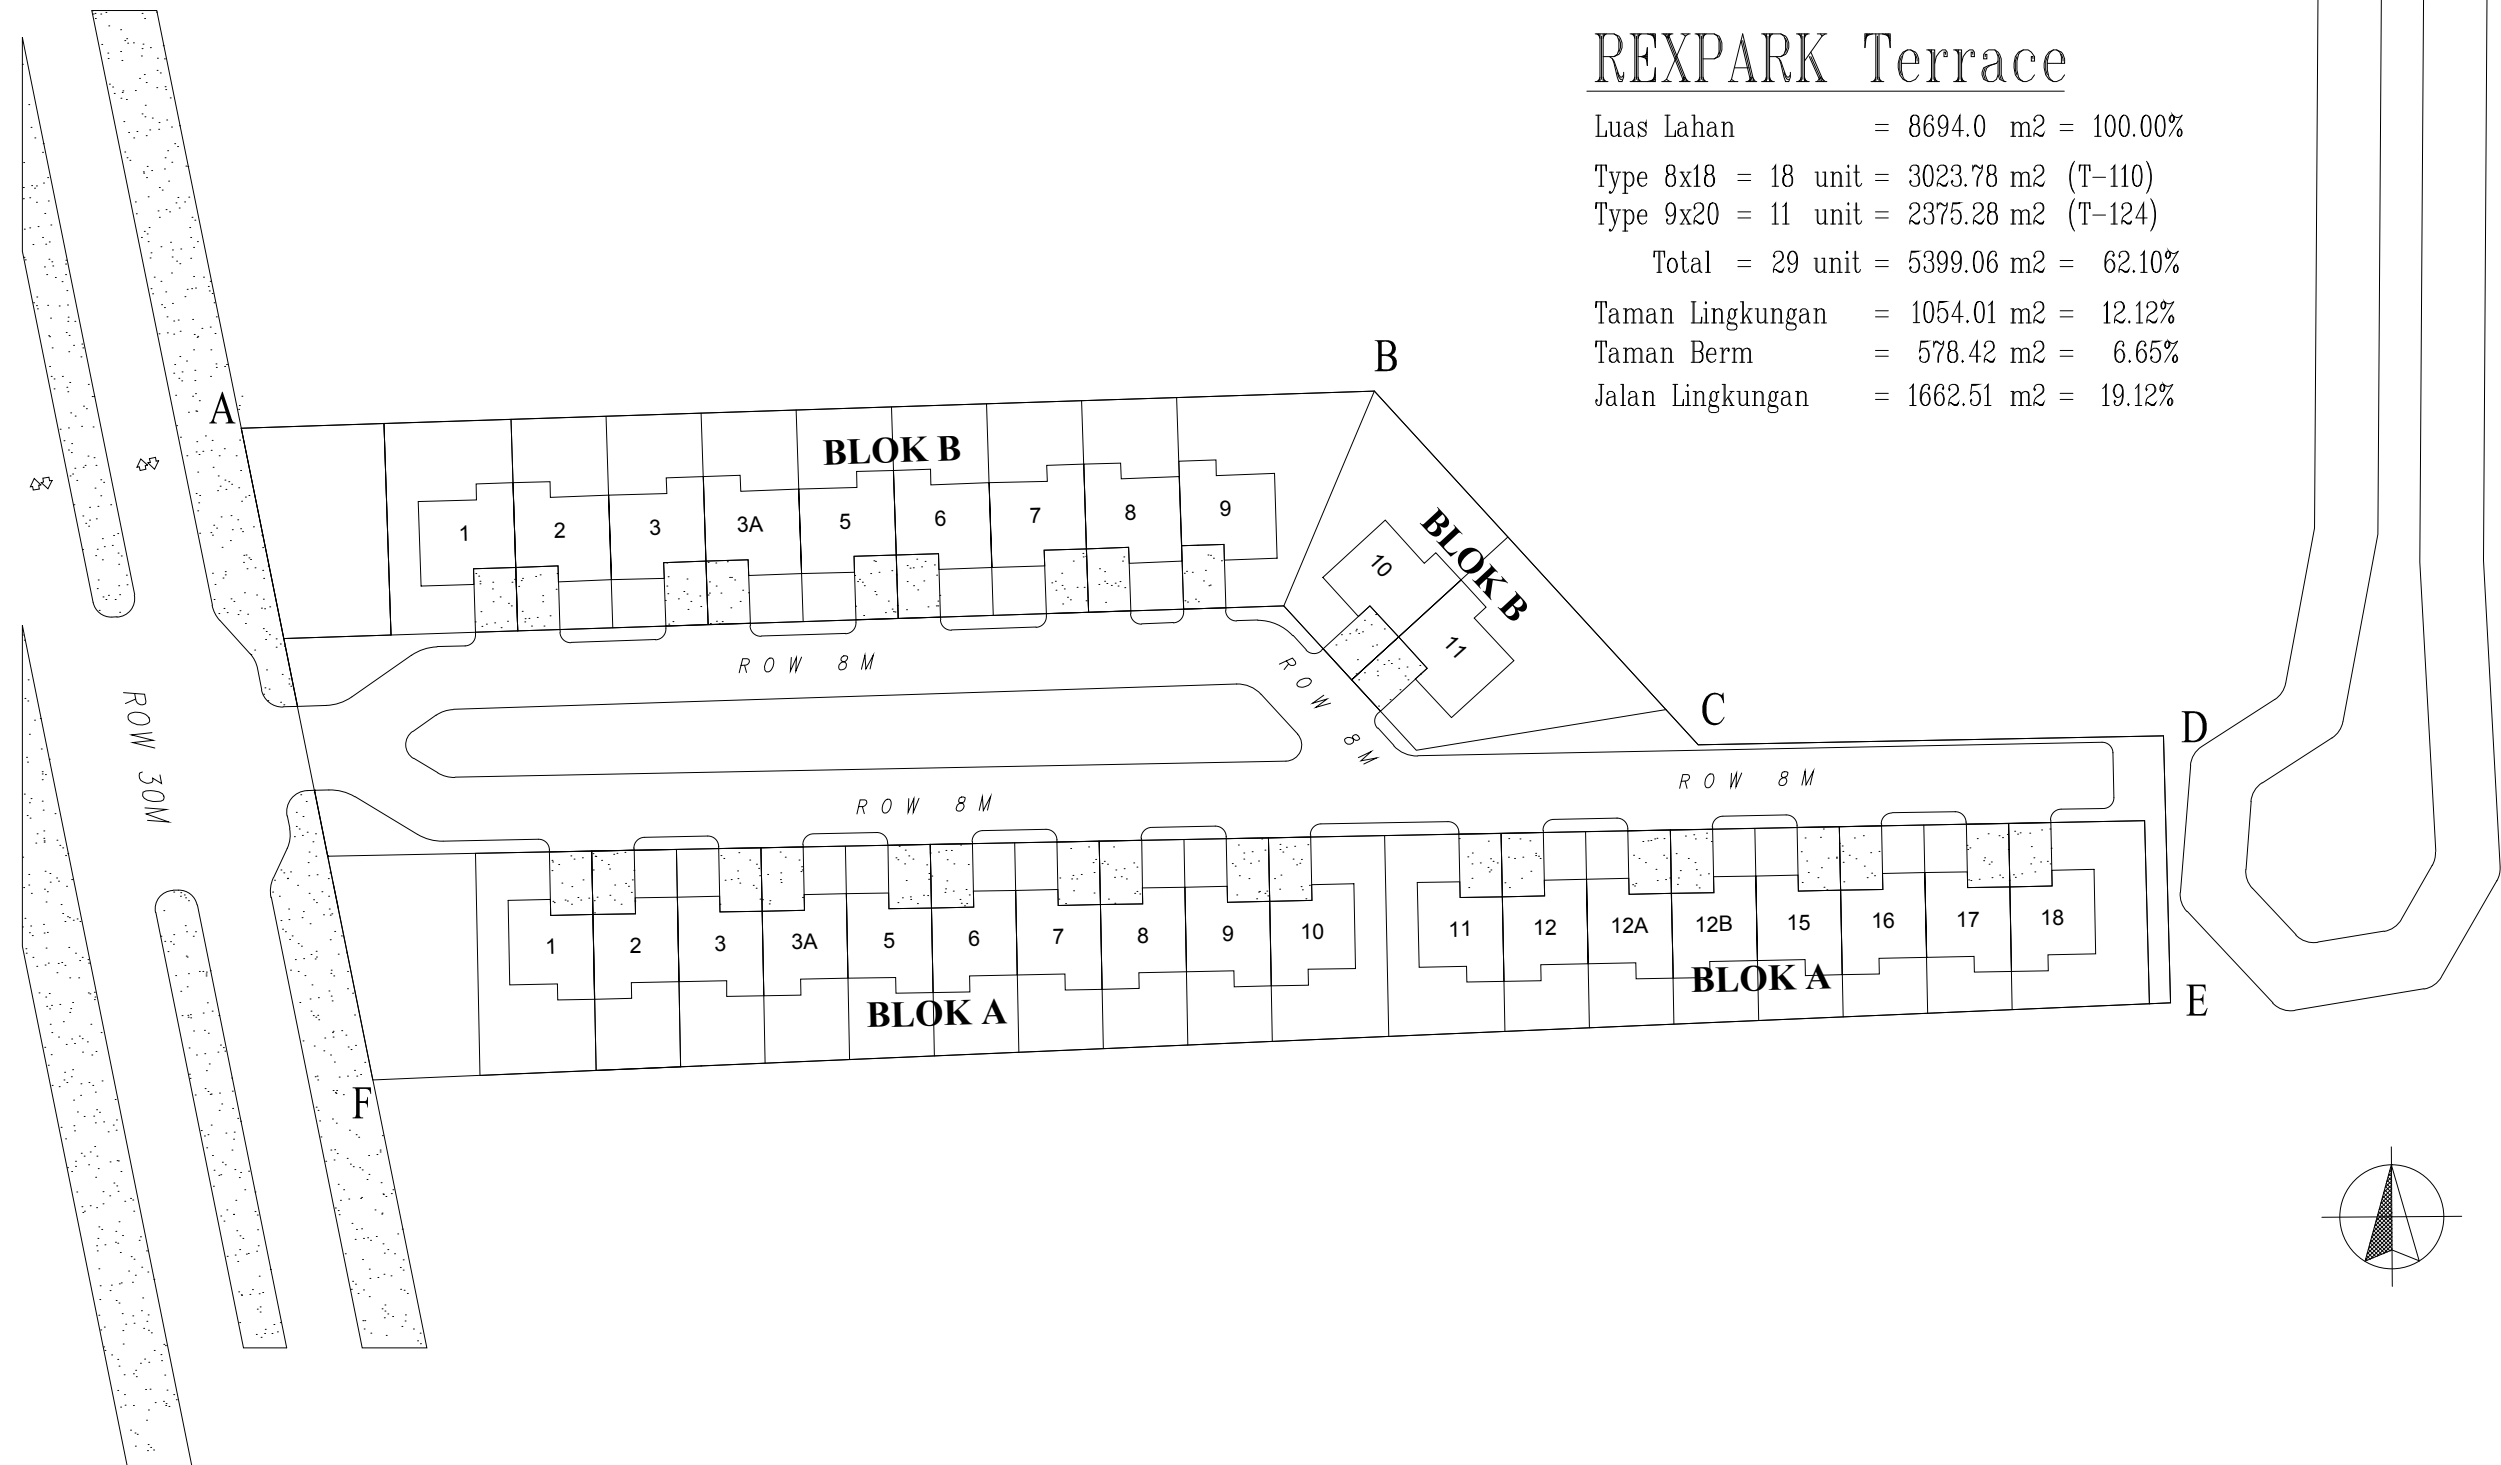 REXPARK Terrace
Luas Lahan = 8694.0 m2 = 100.00%
Type 8x18 = 18 unit = 3023.78 m2 (T-110)
Type 9x20 = 11 unit = 2375.28 m2 (T-124)
Total = 29 unit = 5399.06 m2 = 62.10%
Taman Lingkungan = 1054.01 m2 = 12.12%
Taman Berm = 578.42 m2 = 6.65%
Jalan Lingkungan = 1662.51 m2 = 19.12%
B
A
BLOK B
1 2 3 3A 5 6 7 8 9
BLOK B
10
11
ROW 8M
ROW 8M
C
D
ROW 30M
ROW 8M
ROW 8M
1 2 3 3A 5 6 7 8 9 10
11 12 12A 12B 15 16 17 18
BLOK A
BLOK A
E
F